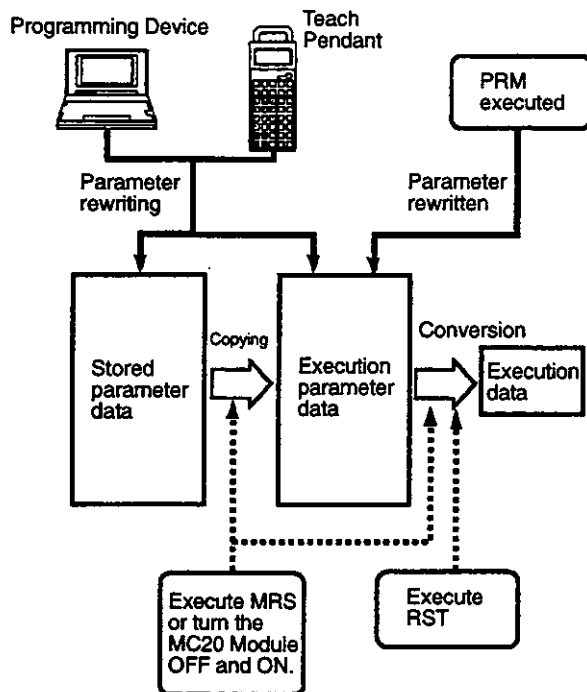 Programming Device
Teach
Pendant
PRM
executed
Parameter
rewriting
Parameter
rewritten
Stored
parameter
data
Copying
Execution
parameter
data
Conversion
Execution
data
Execute MRS
or turn the
MC20 Module
OFF and ON.
Execute
RST